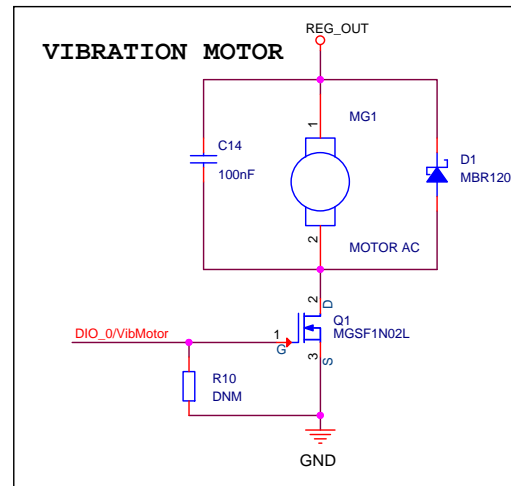 REG_OUT
VIBRATION MOTOR
MG1
1
C14
100nF
D1
MBR120
2
MOTOR AC
2
D
Q1
MGSF1N02L
DIO_0/VibMotor
1
G
3
S
R10
DNM
GND